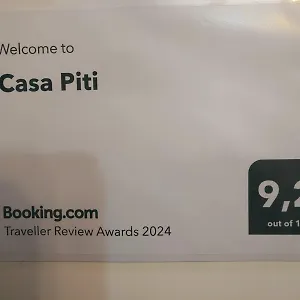 Welcome to
Casa Piti
9,2
Booking.com
out of 1
Traveller Review Awards 2024